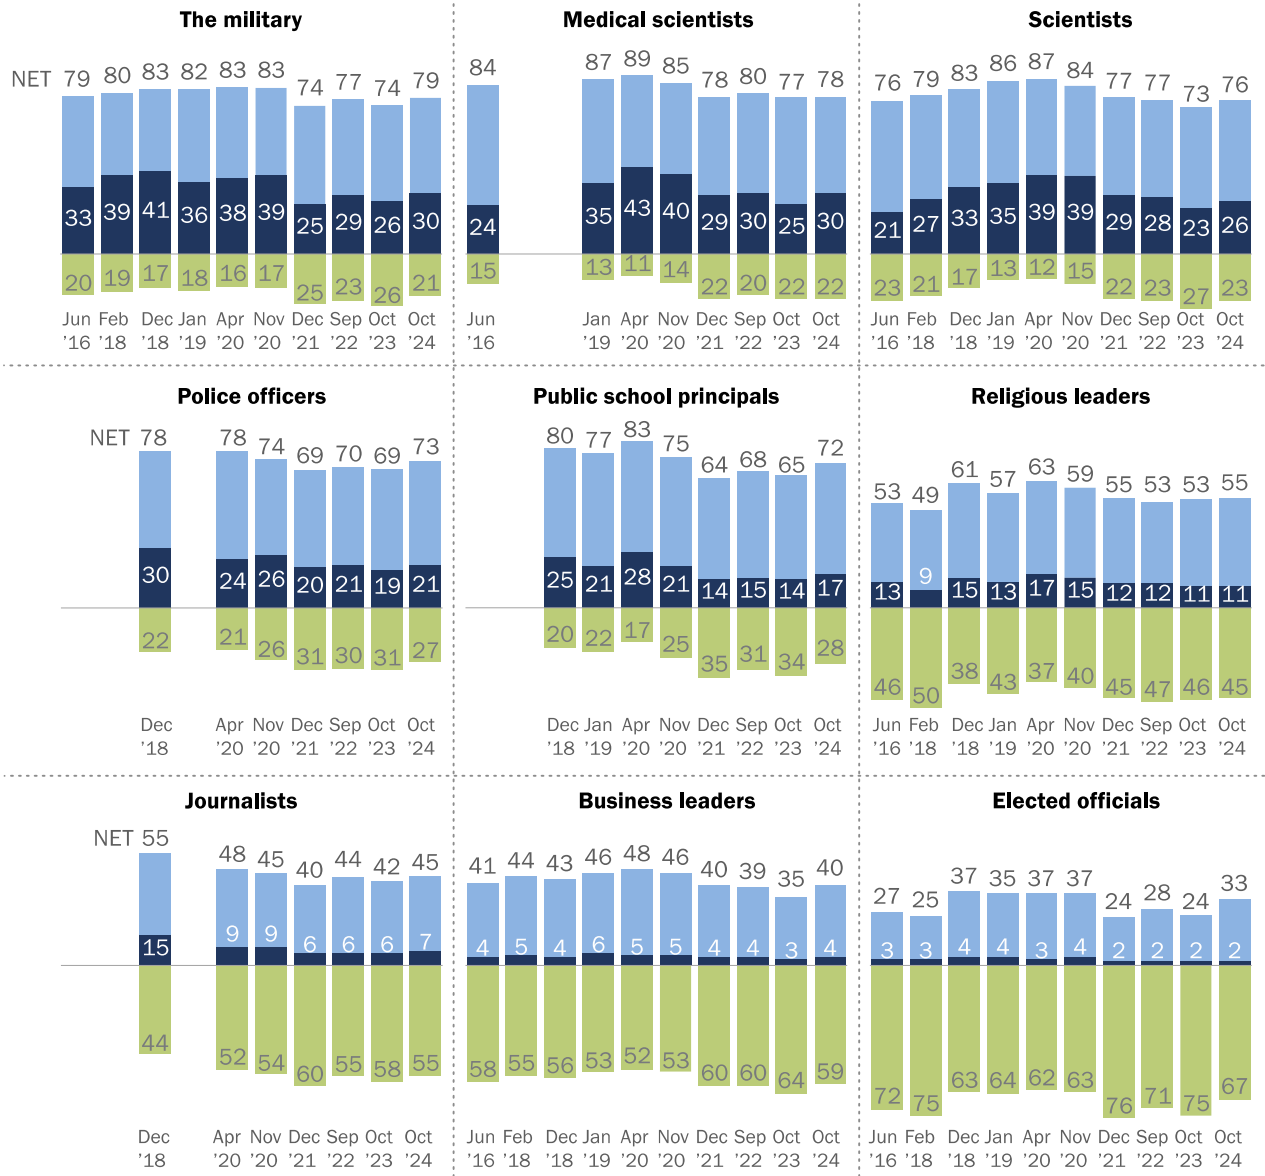 The military
NET 79 80 83 82 83 83 74 77 74 79
33 39 41 36 38 39 25 29 26 30
20 19 17 18 16 17 25 23 26 21
Jun Feb Dec Jan Apr Nov Dec Sep Oct Oct
’16 ’18 ’18 ’19 ’20 ’20 ’21 ’22 ’23 ’24
Medical scientists
84 87 89 85 78 80 77 78
24 35 43 40 29 30 25 30
15 13 11 14 22 20 22 22
Jun Jan Apr Nov Dec Sep Oct Oct
’16 ’19 ’20 ’20 ’21 ’22 ’23 ’24
Scientists
76 79 83 86 87 84 77 77 73 76
21 27 33 35 39 39 29 28 23 26
23 21 17 13 12 15 22 23 27 23
Jun Feb Dec Jan Apr Nov Dec Sep Oct Oct
’16 ’18 ’18 ’19 ’20 ’20 ’21 ’22 ’23 ’24
Police officers
NET 78 78 74 69 70 69 73
30 24 26 20 21 19 21
22 21 26 31 30 31 27
Dec Apr Nov Dec Sep Oct Oct
’18 ’20 ’20 ’21 ’22 ’23 ’24
Public school principals
80 77 83 75 64 68 65 72
25 21 28 21 14 15 14 17
20 22 17 25 35 31 34 28
Dec Jan Apr Nov Dec Sep Oct Oct
’18 ’19 ’20 ’20 ’21 ’22 ’23 ’24
Religious leaders
53 49 61 57 63 59 55 53 53 55
13 9 15 13 17 15 12 12 11 11
46 50 38 43 37 40 45 47 46 45
Jun Feb Dec Jan Apr Nov Dec Sep Oct Oct
’16 ’18 ’18 ’19 ’20 ’20 ’21 ’22 ’23 ’24
Journalists
NET 55 48 45 40 44 42 45
15 9 9 6 6 6 7
44 52 54 60 55 58 55
Dec Apr Nov Dec Sep Oct Oct
’18 ’20 ’20 ’21 ’22 ’23 ’24
Business leaders
41 44 43 46 48 46 40 39 35 40
4 5 4 6 5 5 4 4 3 4
58 55 56 53 52 53 60 60 64 59
Jun Feb Dec Jan Apr Nov Dec Sep Oct Oct
’16 ’18 ’18 ’19 ’20 ’20 ’21 ’22 ’23 ’24
Elected officials
27 25 37 35 37 37 24 28 24 33
3 3 4 4 3 4 2 2 2 2
72 75 63 64 62 63 76 71 75 67
Jun Feb Dec Jan Apr Nov Dec Sep Oct Oct
’16 ’18 ’18 ’19 ’20 ’20 ’21 ’22 ’23 ’24